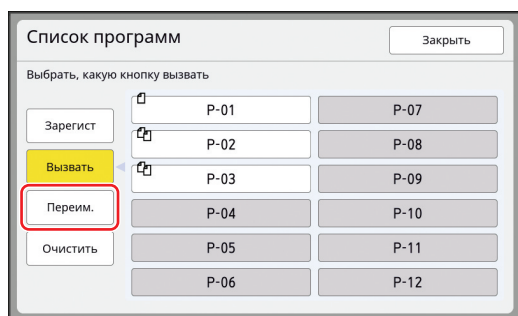 Список программ
Закрыть
Выбрать, какую кнопку вызвать
Зарегист
Вызвать
Переим.
Очистить
P-01
P-02
P-03
P-04
P-05
P-06
P-07
P-08
P-09
P-10
P-11
P-12